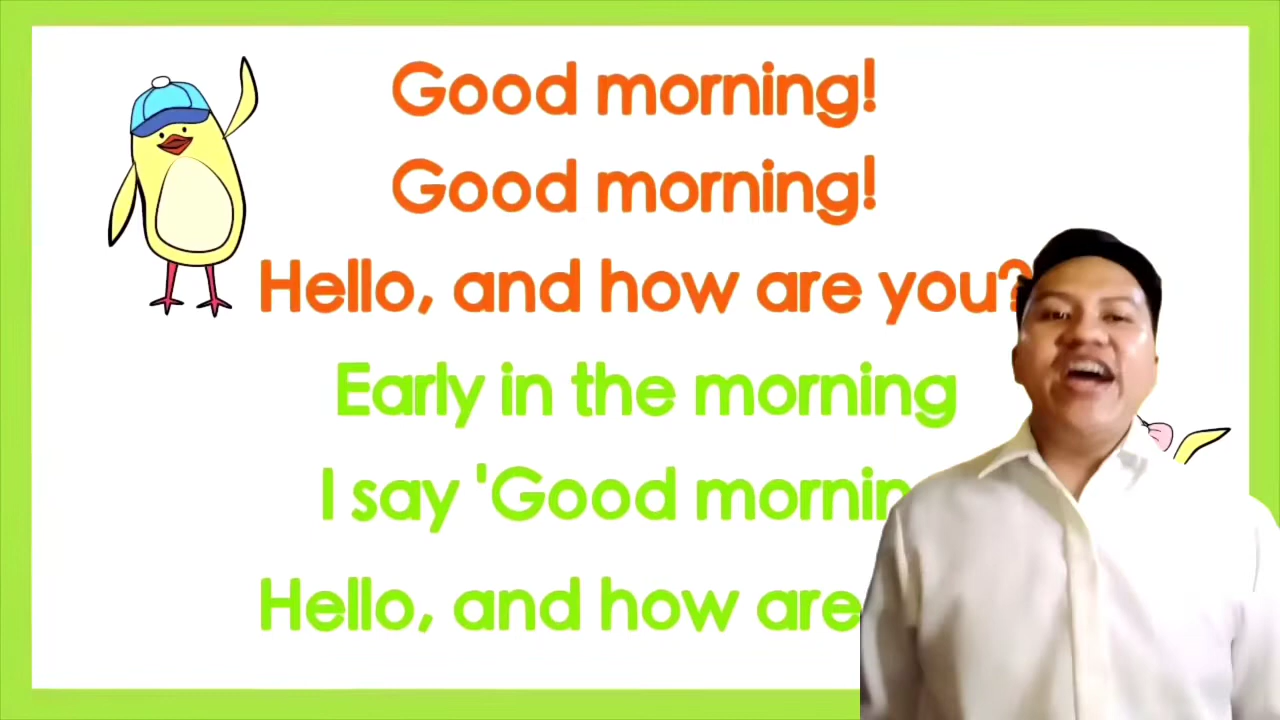 Good morning!
Good morning!
Hello, and how are you?
Early in the morning
I say 'Good mornin
Hello, and how are